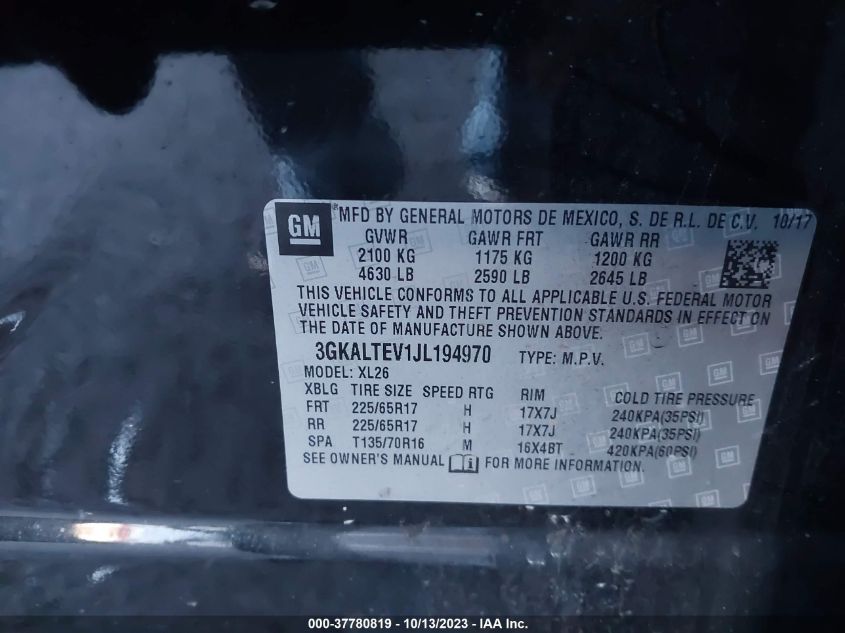 GM
MFD BY GENERAL MOTORS DE MEXICO, S. DE R.L. DE C.V. 10/17
GVWR GAWR FRT GAWR RR
2100 KG 1175 KG 1200 KG
4630 LB 2590 LB 2645 LB
THIS VEHICLE CONFORMS TO ALL APPLICABLE U.S. FEDERAL MOTOR
VEHICLE SAFETY AND THEFT PREVENTION STANDARDS IN EFFECT ON
THE DATE OF MANUFACTURE SHOWN ABOVE.
3GKALTEV1JL194970 TYPE: M.P.V.
MODEL: XL26
XBLG TIRE SIZE SPEED RTG RIM COLD TIRE PRESSURE
FRT 225/65R17 H 17X7J 240KPA(35PSI)
RR 225/65R17 H 17X7J 240KPA(35PSI)
SPA T135/70R16 M 16X4BT 420KPA(60PSI)
SEE OWNER'S MANUAL FOR MORE INFORMATION.
000-37780819 - 10/13/2023 - IAA Inc.